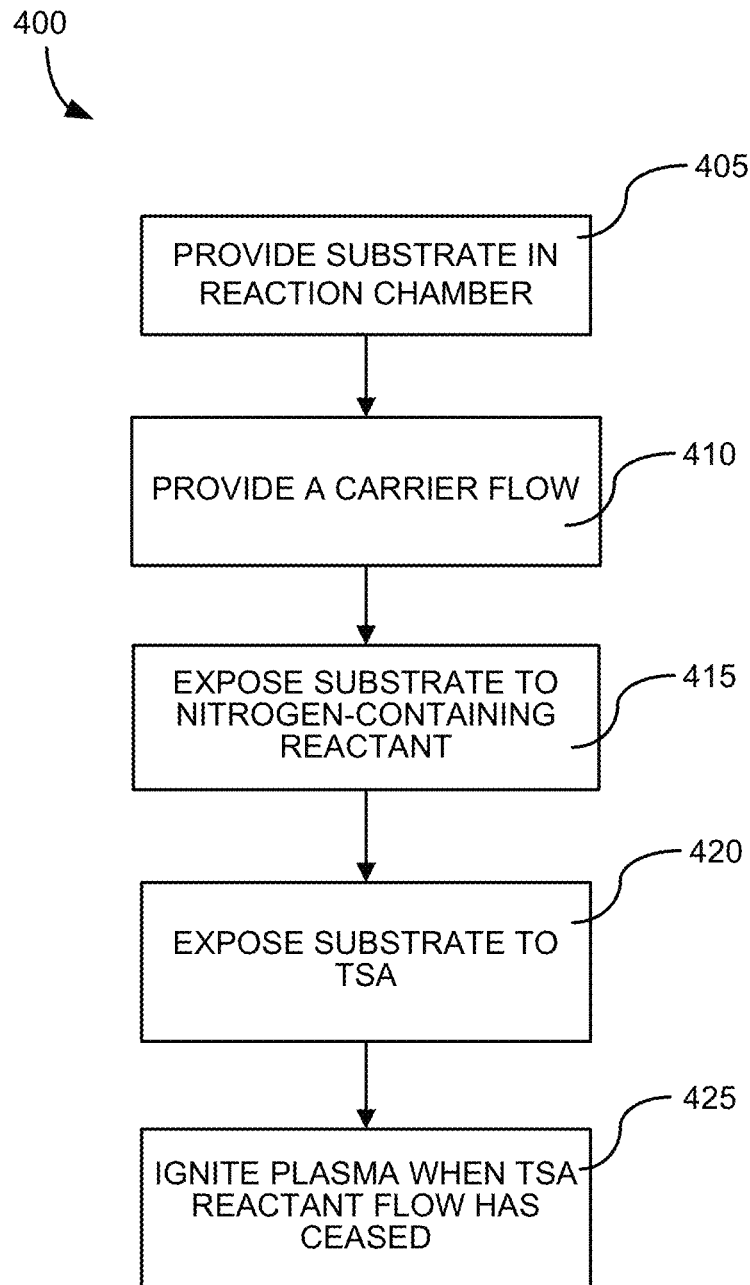 400
405
PROVIDE SUBSTRATE IN
REACTION CHAMBER
410
PROVIDE A CARRIER FLOW
415
EXPOSE SUBSTRATE TO
NITROGEN-CONTAINING
REACTANT
420
EXPOSE SUBSTRATE TO
TSA
425
IGNITE PLASMA WHEN TSA
REACTANT FLOW HAS
CEASED